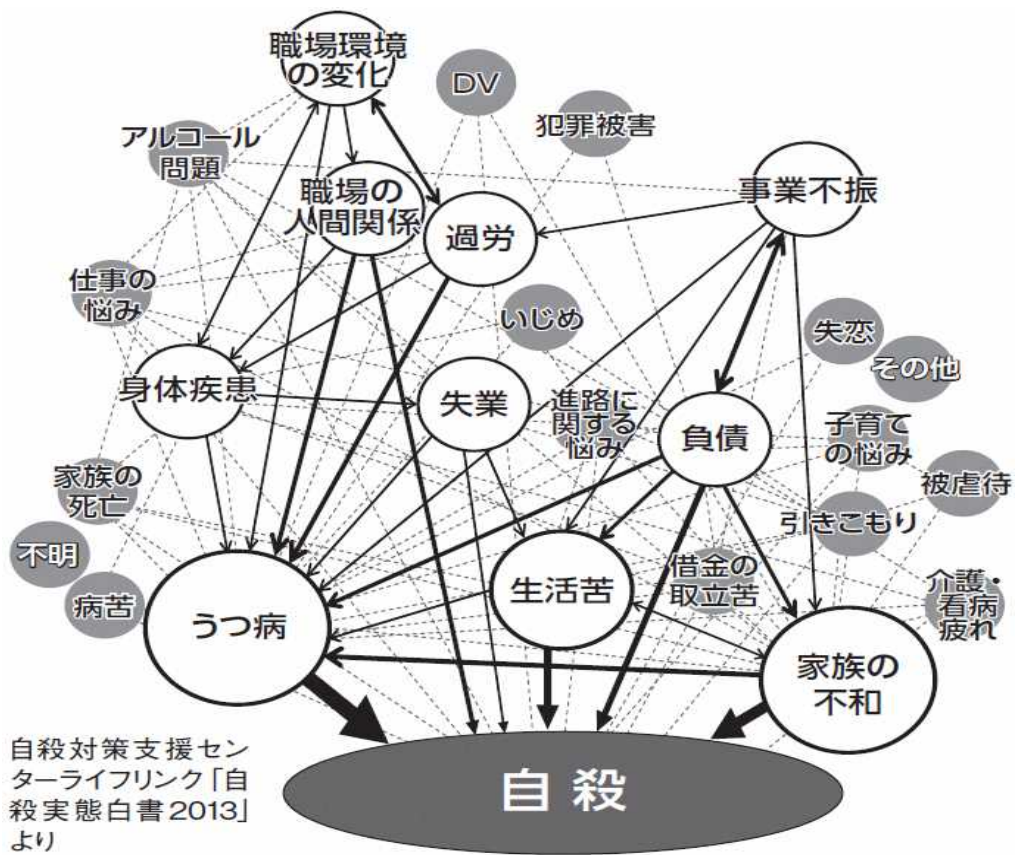 職場環境
の変化
DV
犯罪被害
アルコール
問題
職場の
人間関係
過労
事業不振
仕事の
悩み
いじめ
失恋
その他
身体疾患
失業
進路に
関する
悩み
負債
子育て
の悩み
家族の
死亡
被虐待
引きこもり
不明
病苦
うつ病
生活苦
借金の
取立苦
介護・
看病
疲れ
家族の
不和
自殺
自殺対策支援セン
ターライフリンク「自
殺実態白書2013」
より